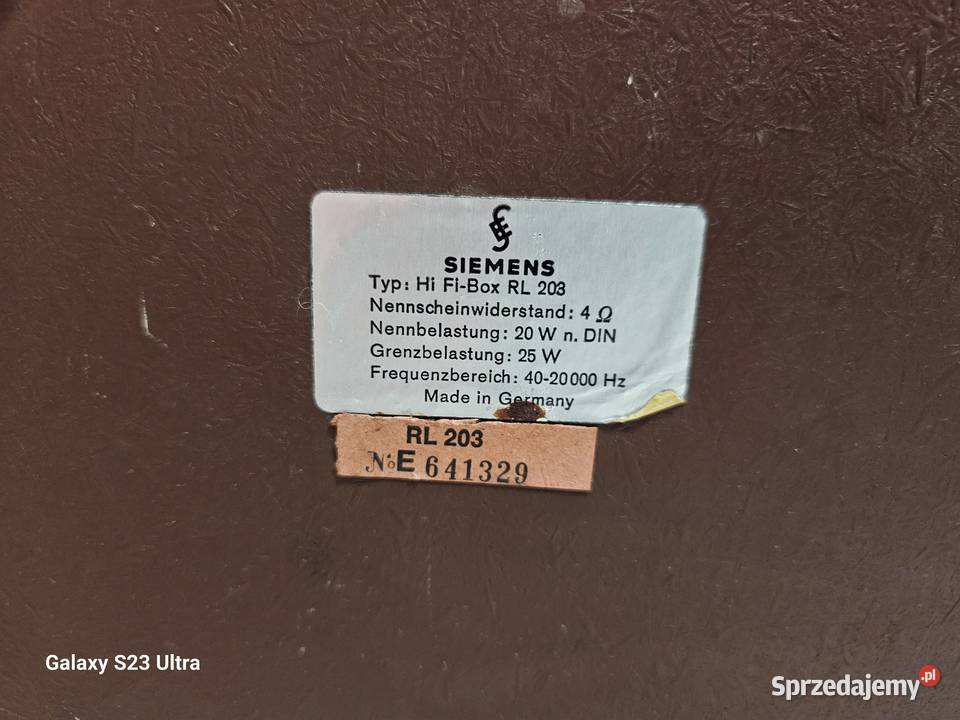 SIEMENS
Typ: Hi Fi-Box RL 203
Nennscheinwiderstand: 4 Ω
Nennbelastung: 20 W n. DIN
Grenzbelastung: 25 W
Frequenzbereich: 40-20000 Hz
Made in Germany
RL 203
No E 641329
Galaxy S23 Ultra
Sprzedajemy.pl